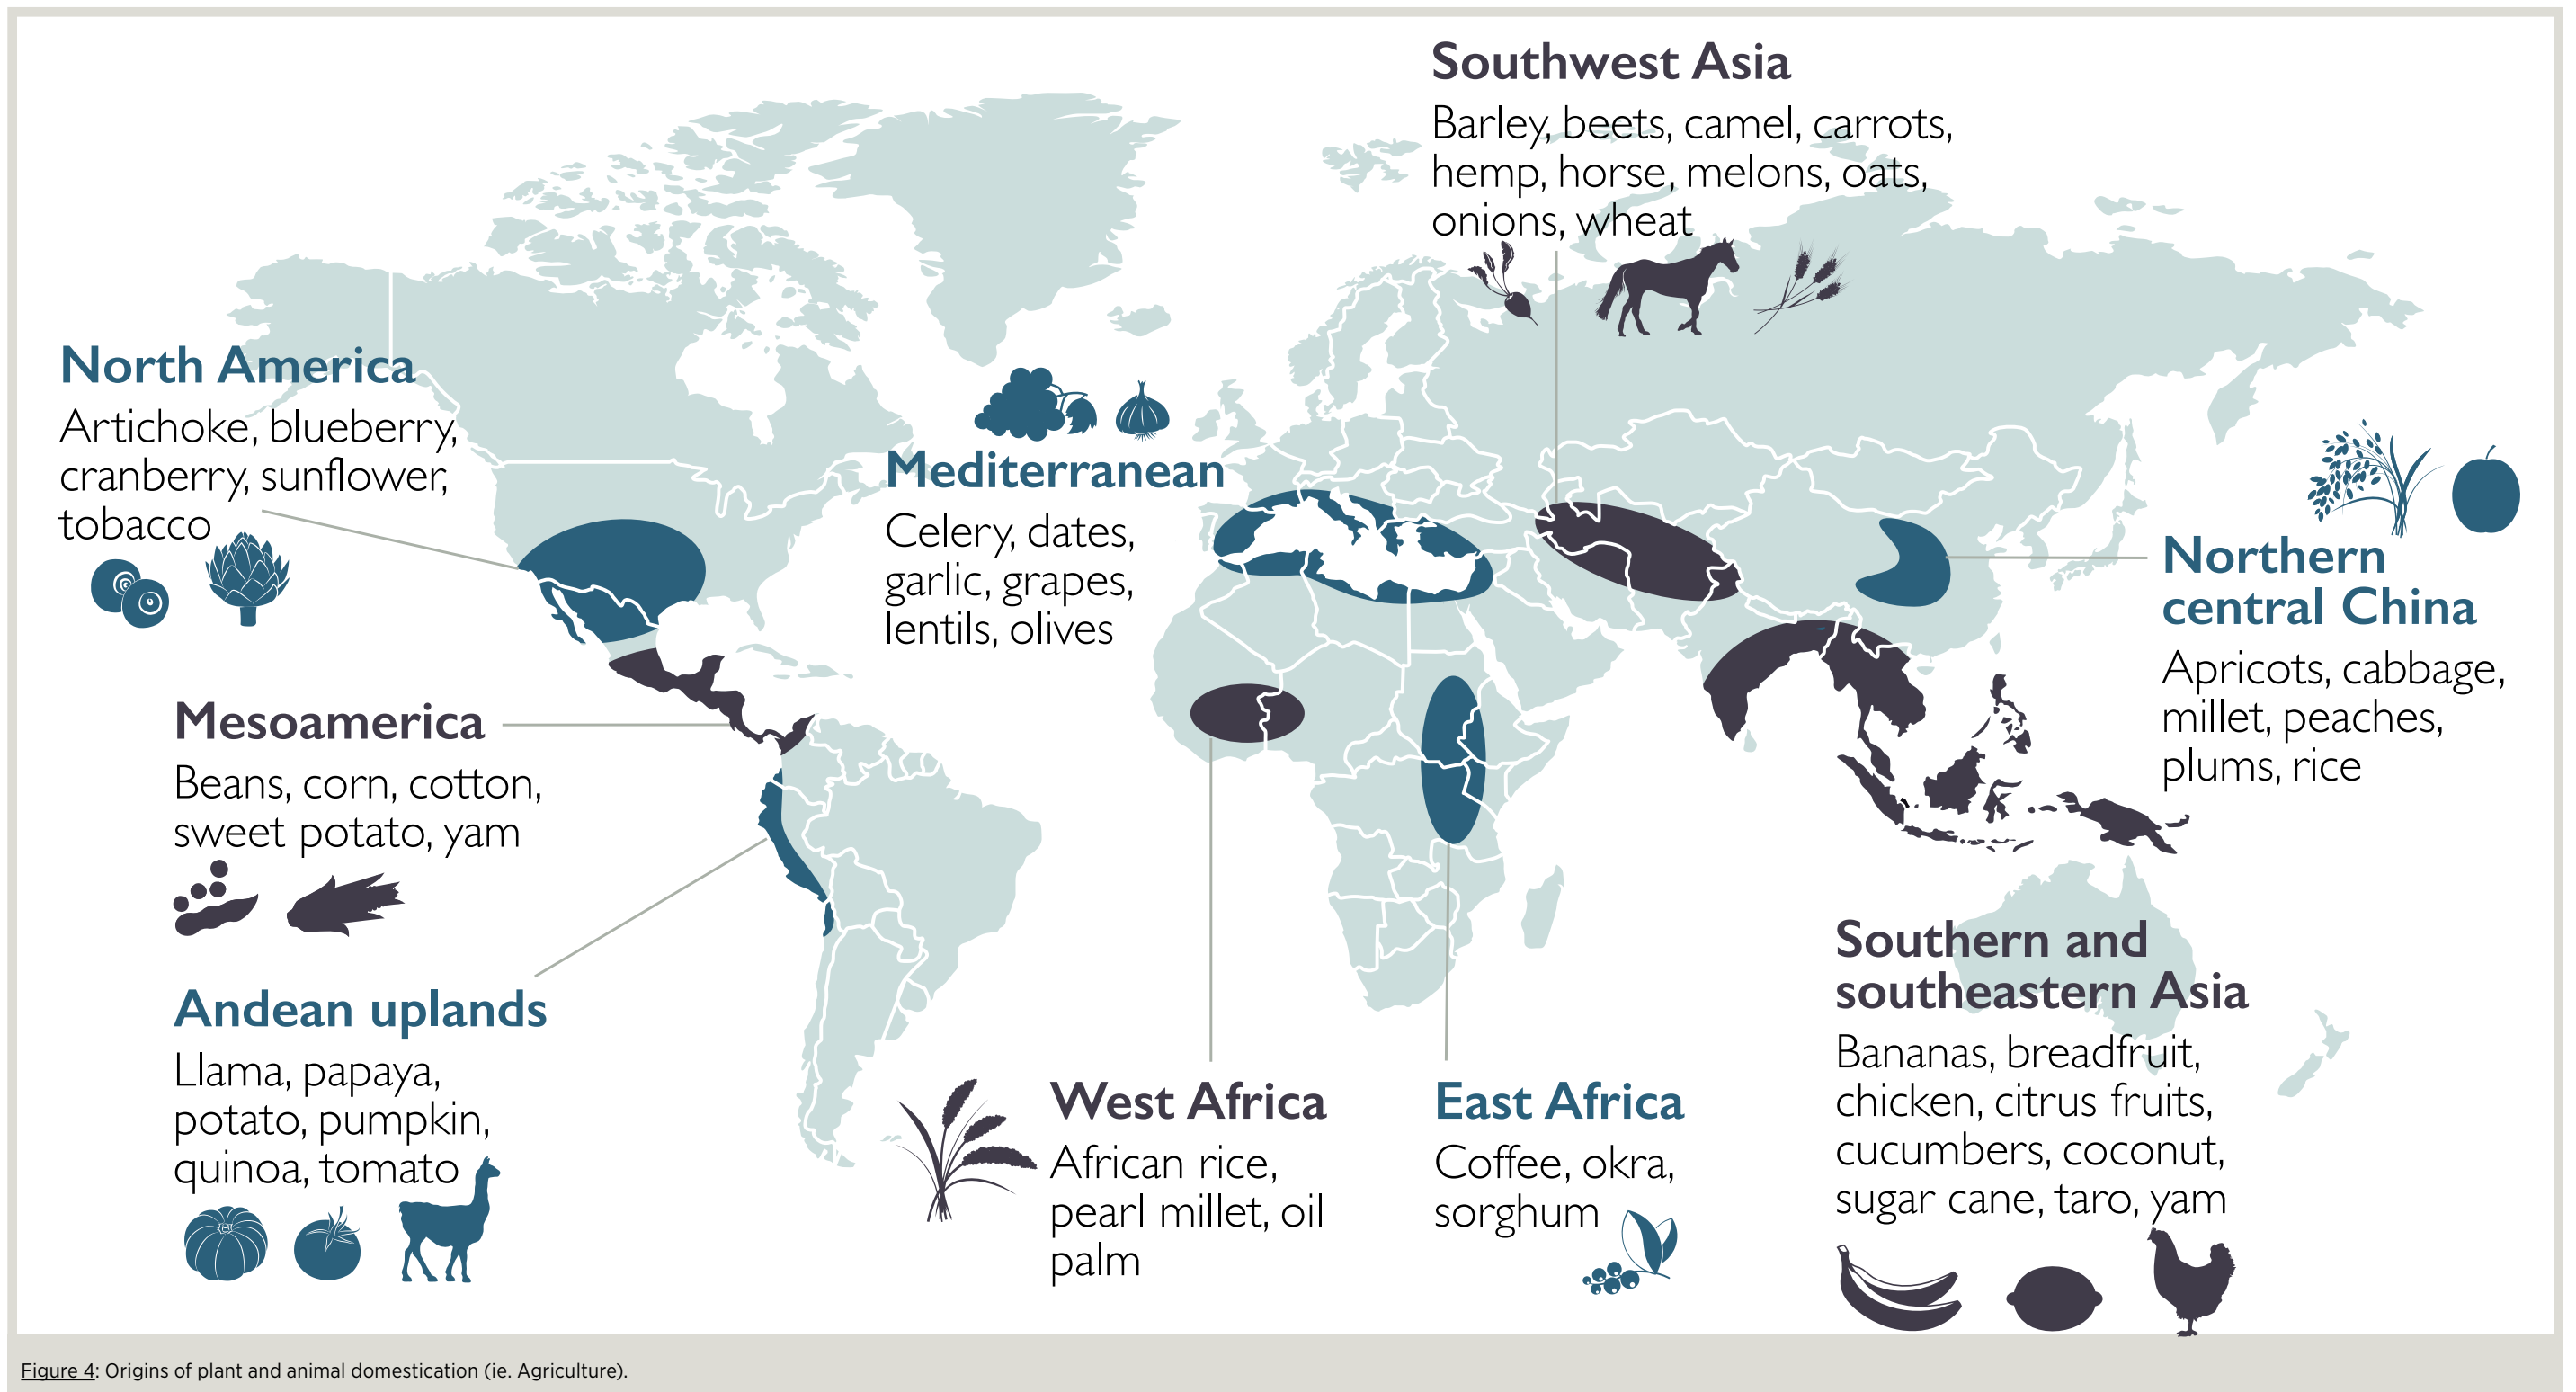 Southwest Asia
Barley, beets, camel, carrots,
hemp, horse, melons, oats,
onions, wheat
North America
Artichoke, blueberry,
cranberry, sunflower,
tobacco
Mediterranean
Celery, dates,
garlic, grapes,
lentils, olives
Northern
central China
Apricots, cabbage,
millet, peaches,
plums, rice
Mesoamerica
Beans, corn, cotton,
sweet potato, yam
Andean uplands
Llama, papaya,
potato, pumpkin,
quinoa, tomato
West Africa
African rice,
pearl millet, oil
palm
East Africa
Coffee, okra,
sorghum
Southern and
southeastern Asia
Bananas, breadfruit,
chicken, citrus fruits,
cucumbers, coconut,
sugar cane, taro, yam
Figure 4: Origins of plant and animal domestication (ie. Agriculture).